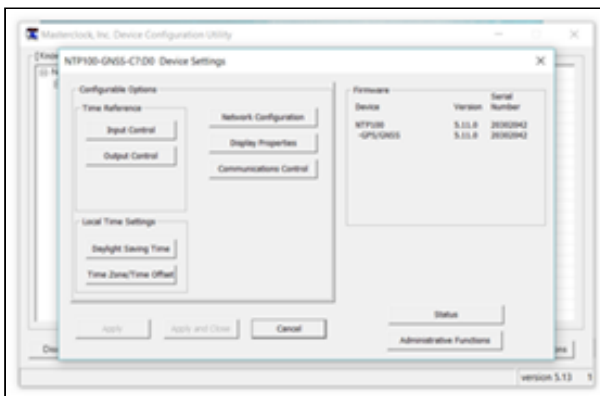 Masterclock, Inc. Device Configuration Utility
NTP100-GNSS-C7:D0 Device Settings
Configurable Options
Time Reference
Input Control
Output Control
Network Configuration
Display Properties
Communications Control
Local Time Settings
Daylight Saving Time
Time Zone/Time Offset
Firmware
Device Version Serial Number
NTP100 5.11.0 20302042
-GPS/GNSS 5.11.0 20302042
Apply
Apply and Close
Cancel
Status
Administrative Functions
version 5.13
1